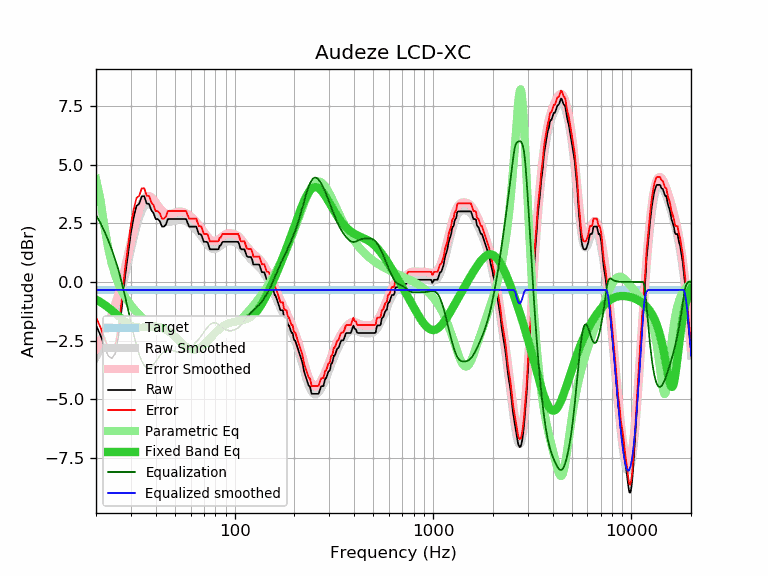 Audeze LCD-XC
Amplitude (dBr)
7.5
5.0
2.5
0.0
−2.5
−5.0
−7.5
Target
Raw Smoothed
Error Smoothed
Raw
Error
Parametric Eq
Fixed Band Eq
Equalization
Equalized smoothed
100
1000
10000
Frequency (Hz)